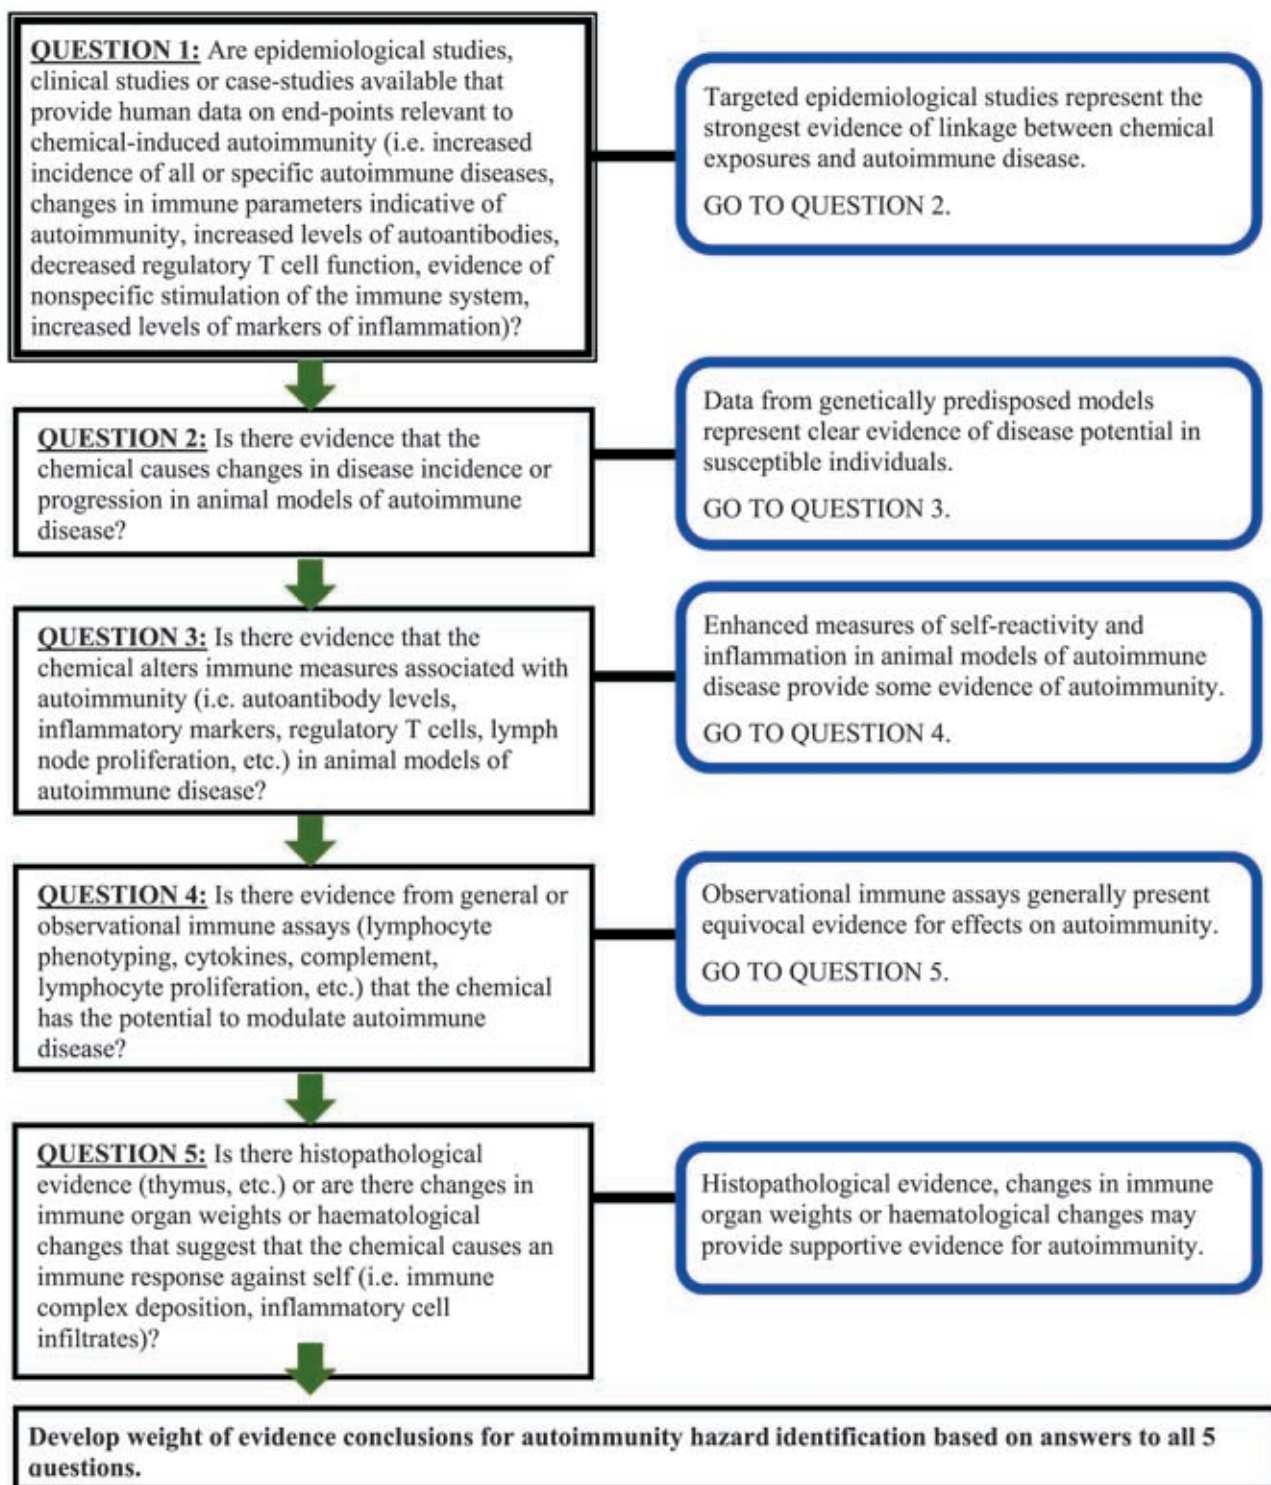 QUESTION 1: Are epidemiological studies,
clinical studies or case-studies available that
provide human data on end-points relevant to
chemical-induced autoimmunity (i.e. increased
incidence of all or specific autoimmune diseases,
changes in immune parameters indicative of
autoimmunity, increased levels of autoantibodies,
decreased regulatory T cell function, evidence of
nonspecific stimulation of the immune system,
increased levels of markers of inflammation)?
Targeted epidemiological studies represent the
strongest evidence of linkage between chemical
exposures and autoimmune disease.
GO TO QUESTION 2.
QUESTION 2: Is there evidence that the
chemical causes changes in disease incidence or
progression in animal models of autoimmune
disease?
Data from genetically predisposed models
represent clear evidence of disease potential in
susceptible individuals.
GO TO QUESTION 3.
QUESTION 3: Is there evidence that the
chemical alters immune measures associated with
autoimmunity (i.e. autoantibody levels,
inflammatory markers, regulatory T cells, lymph
node proliferation, etc.) in animal models of
autoimmune disease?
Enhanced measures of self-reactivity and
inflammation in animal models of autoimmune
disease provide some evidence of autoimmunity.
GO TO QUESTION 4.
QUESTION 4: Is there evidence from general or
observational immune assays (lymphocyte
phenotyping, cytokines, complement,
lymphocyte proliferation, etc.) that the chemical
has the potential to modulate autoimmune
disease?
Observational immune assays generally present
equivocal evidence for effects on autoimmunity.
GO TO QUESTION 5.
QUESTION 5: Is there histopathological
evidence (thymus, etc.) or are there changes in
immune organ weights or haematological
changes that suggest that the chemical causes an
immune response against self (i.e. immune
complex deposition, inflammatory cell
infiltrates)?
Histopathological evidence, changes in immune
organ weights or haematological changes may
provide supportive evidence for autoimmunity.
Develop weight of evidence conclusions for autoimmunity hazard identification based on answers to all 5
questions.